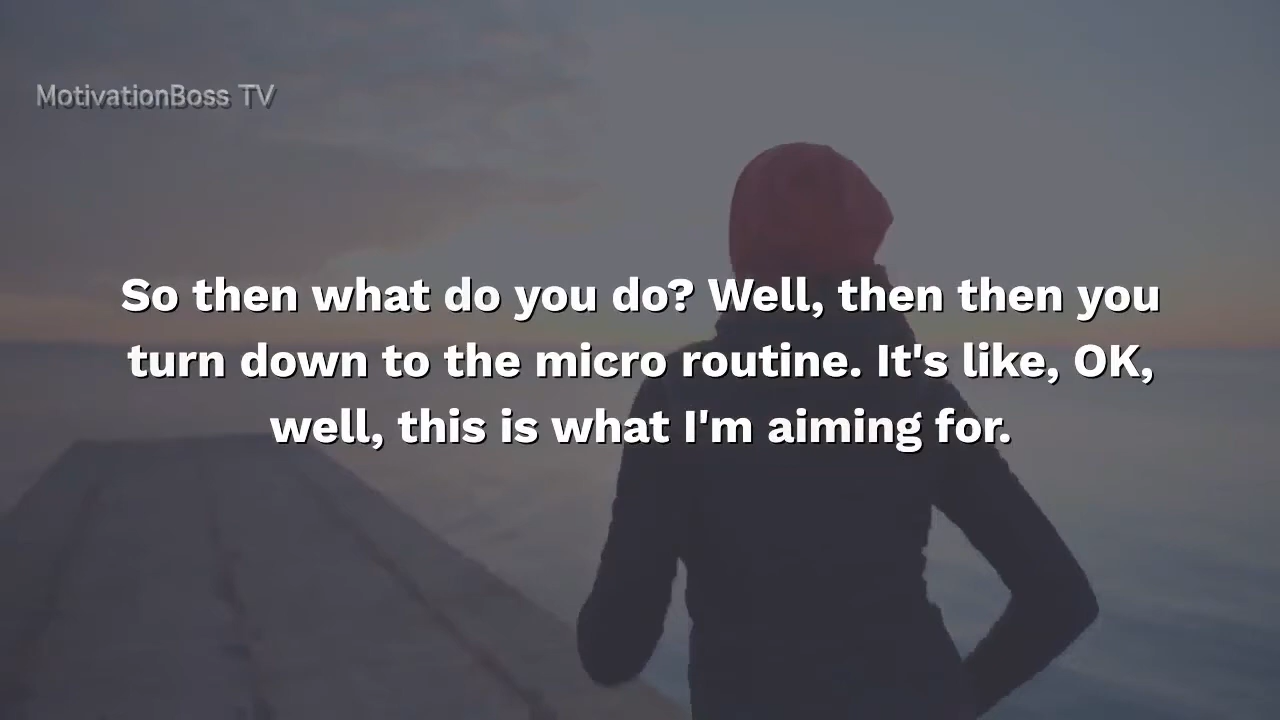 MotivationBoss TV
So then what do you do? Well, then then you
turn down to the micro routine. It's like, OK,
well, this is what I'm aiming for.